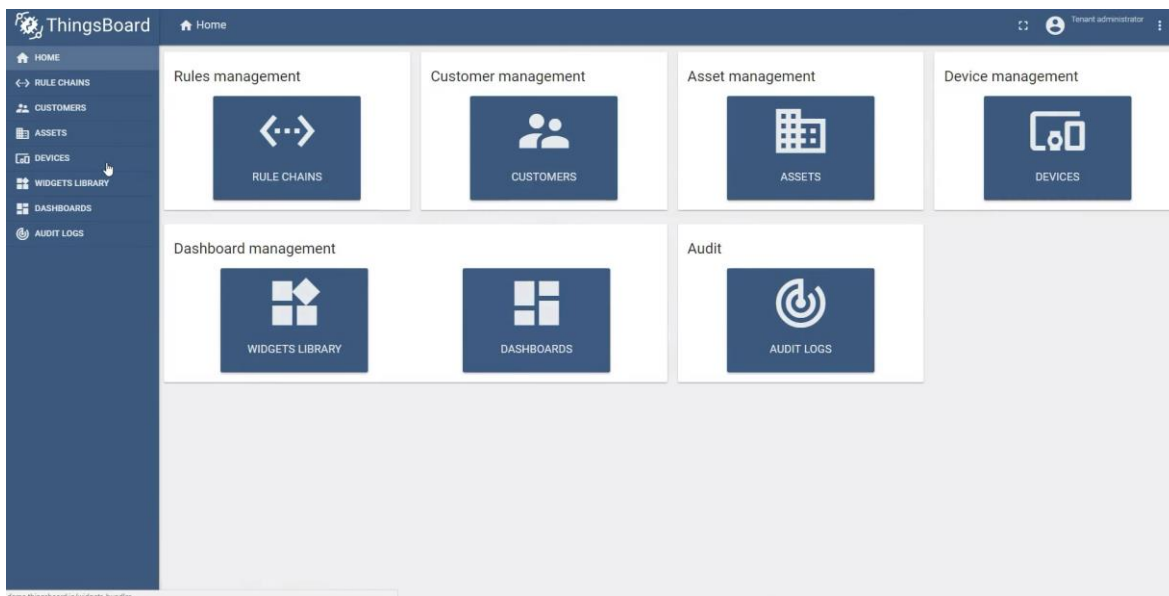 ThingsBoard
Home
Tenant administrator
HOME
RULE CHAINS
CUSTOMERS
ASSETS
DEVICES
WIDGETS LIBRARY
DASHBOARDS
AUDIT LOGS
Rules management
RULE CHAINS
Customer management
CUSTOMERS
Asset management
ASSETS
Device management
DEVICES
Dashboard management
WIDGETS LIBRARY
DASHBOARDS
Audit
AUDIT LOGS